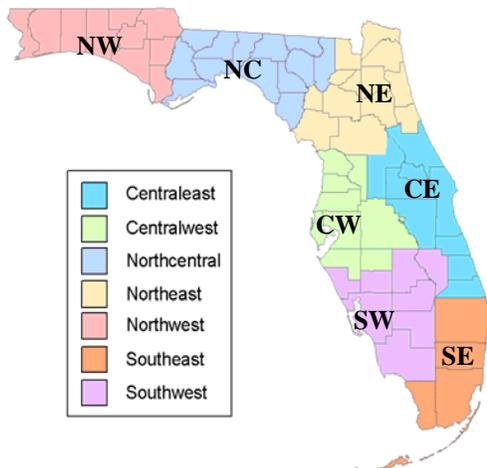 NW
NC
NE
CE
CW
SW
SE
Centraleast
Centralwest
Northcentral
Northeast
Northwest
Southeast
Southwest